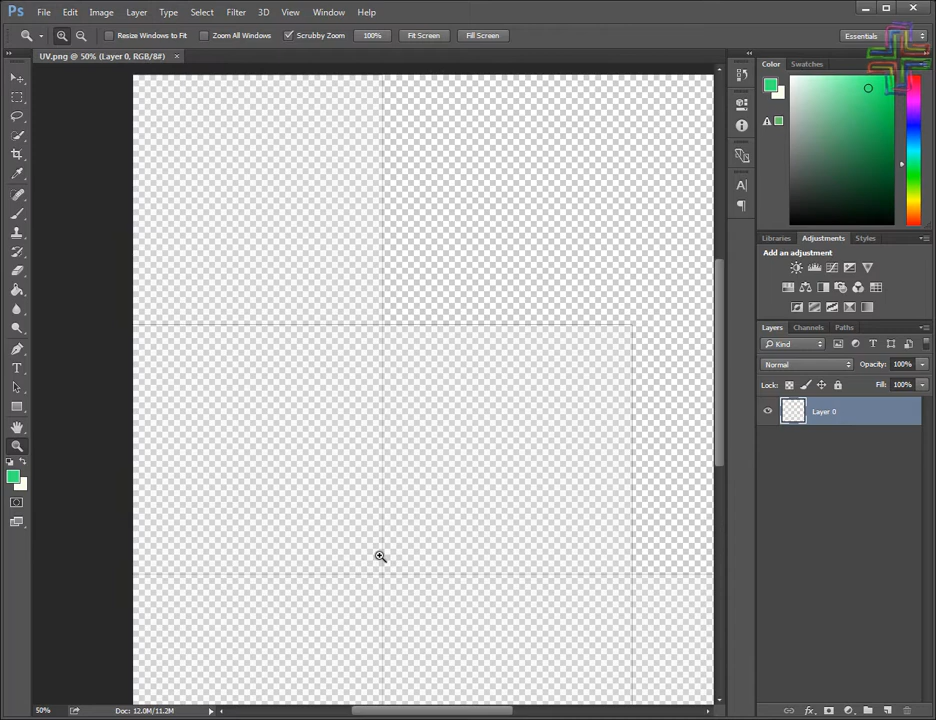 Ps File Edit Image Layer Type Select Filter 3D View Window Help
Resize Windows to Fit Zoom All Windows Scrubby Zoom 100% Fit Screen Fill Screen Essentials
UV.png @ 50% (Layer 0, RGB/8#) ×
Color Swatches
Libraries Adjustments Styles
Add an adjustment
Layers Channels Paths
Kind
Normal Opacity: 100%
Lock: Fill: 100%
Layer 0
50% Doc: 12.0M/11.2M